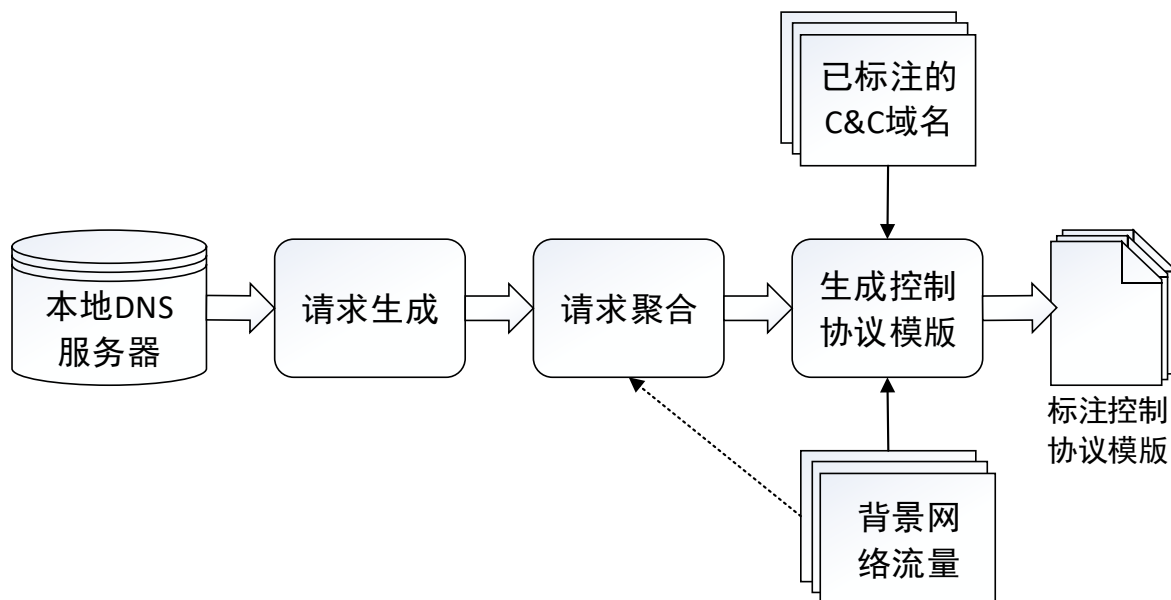 已标注的
C&C域名
本地DNS
服务器
请求生成
请求聚合
生成控制
协议模版
标注控制
协议模版
背景网
络流量